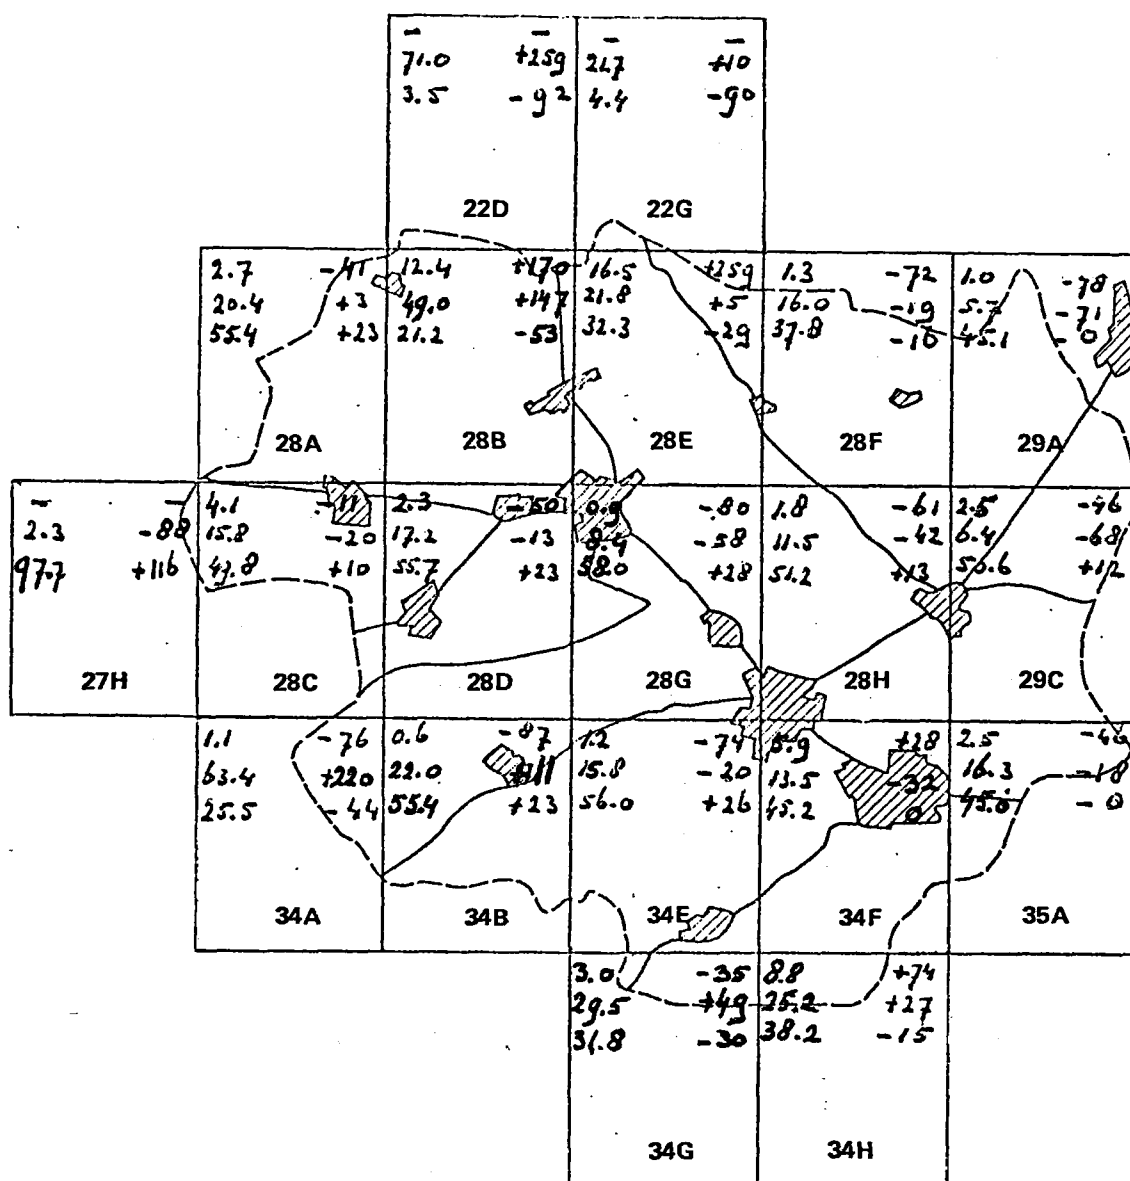 - - - -
71.0 +259 21.7 +10
3.5 -92 4.4 -90
22D 22G
2.7 -41 12.4 +170 16.5 +259 1.3 -72 1.0 -78
20.4 +3 49.0 +147 21.8 +5 16.0 -19 5.7 -71
55.4 +23 21.2 -53 32.3 -29 37.8 -16 45.1 - 0
28A 28B 28E 28F 29A
- - 4.1 -11 2.3 -50 0.9 -80 1.8 -61 2.5 -46
2.3 -88 15.8 -20 17.2 -13 8.4 -58 11.5 -42 6.4 -68
97.7 +116 +10 55.7 +23 58.0 +28 51.2 +13 50.6 +12
27H 28C 28D 28G 28H 29C
1.1 -76 0.6 -87 1.2 -74 5.9 +28 2.5 -46
63.4 +220 22.0 +11 15.8 -20 13.5 -32 16.3 -18
25.5 -44 55.4 +23 56.0 +26 45.2 0 45.0 - 0
34A 34B 34E 34F 35A
3.0 -35 8.8 +74
29.5 +49 25.2 +27
31.8 -30 38.2 -15
34G 34H